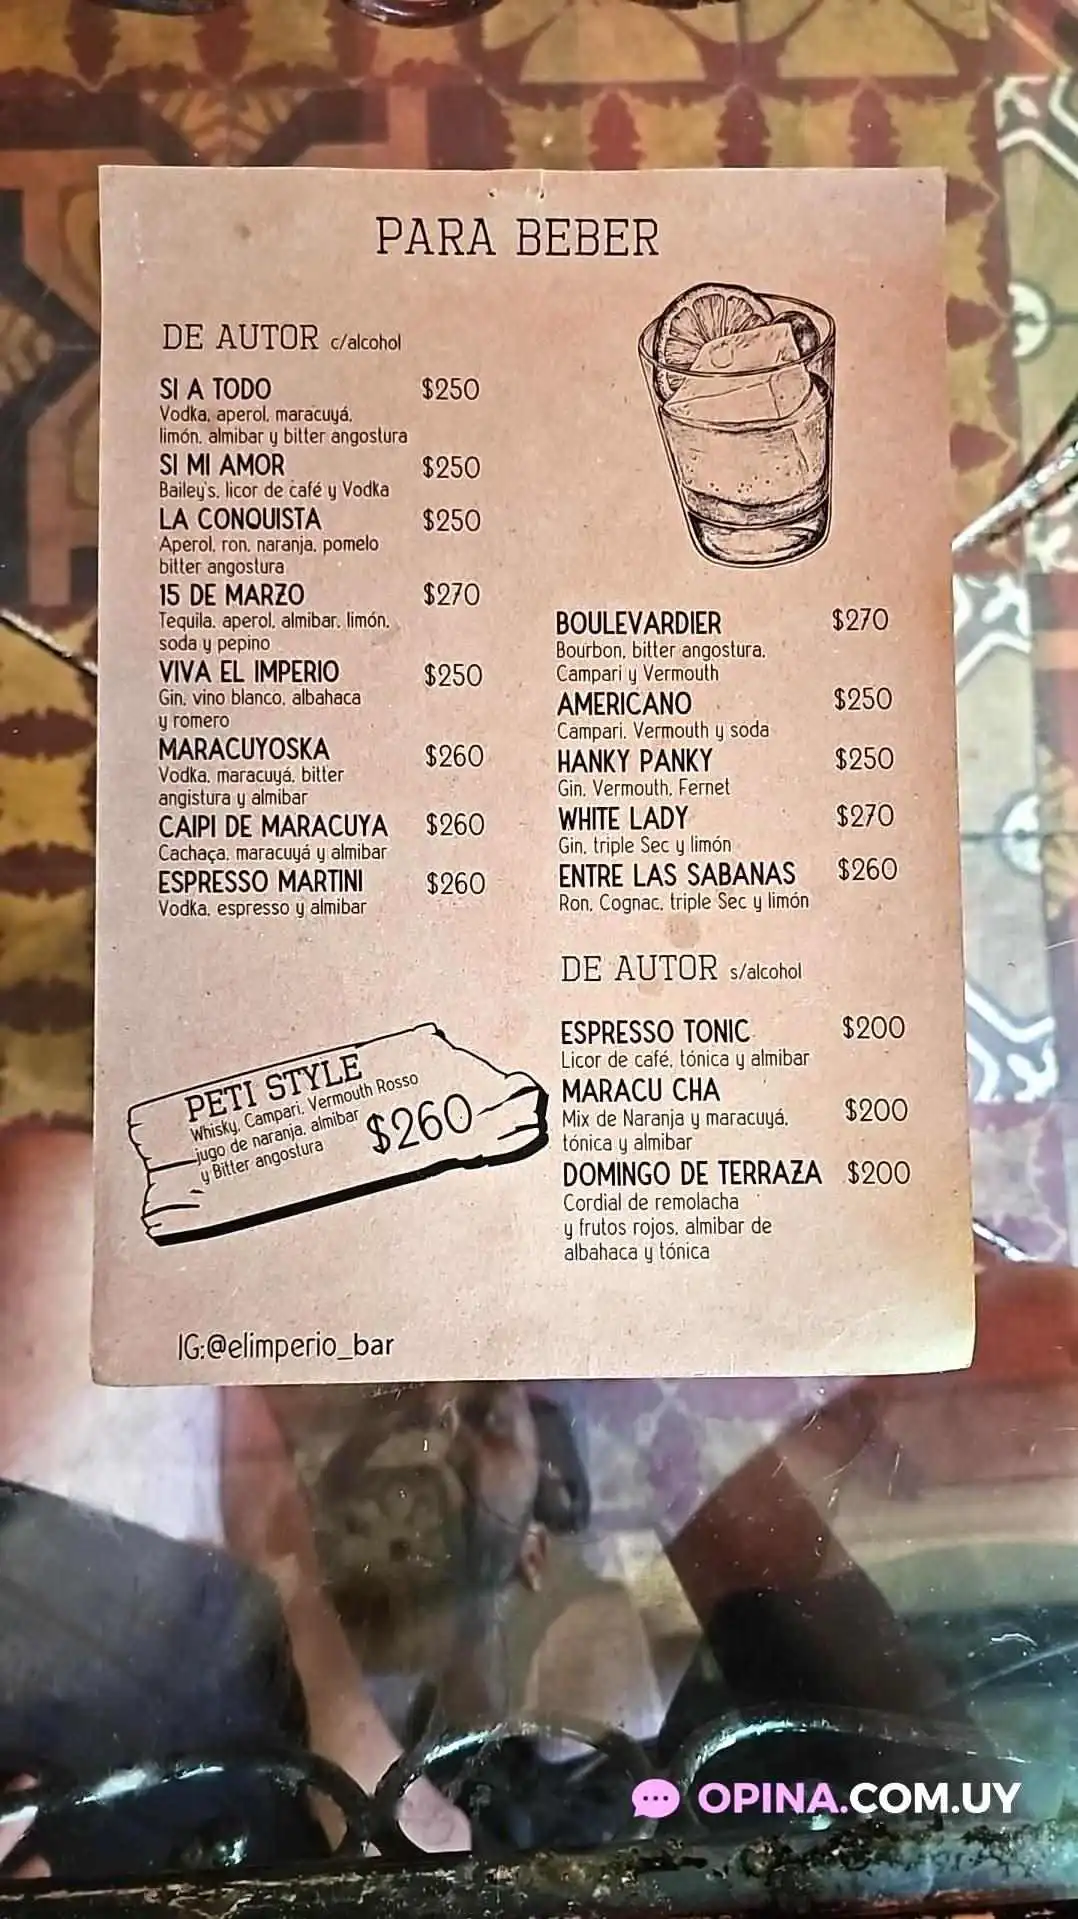 PARA BEBER
DE AUTOR c/alcohol
SI A TODO $250
Vodka, aperol, maracuyá,
limón, almibar y bitter angostura
SI MI AMOR $250
Bailey's, licor de café y Vodka
LA CONQUISTA $250
Aperol, ron, naranja, pomelo
bitter angostura
15 DE MARZO $270
Tequila, aperol, almibar, limón,
soda y pepino
VIVA EL IMPERIO $250
Gin, vino blanco, albahaca
y romero
MARACUYOSKA $260
Vodka, maracuyá, bitter
angistura y almibar
CAIPI DE MARACUYA $260
Cachaça, maracuyá y almibar
ESPRESSO MARTINI $260
Vodka, espresso y almibar
PETI STYLE
Whisky, Campari, Vermouth Rosso
jugo de naranja, almibar
y Bitter angostura
$260
BOULEVARDIER $270
Bourbon, bitter angostura,
Campari y Vermouth
AMERICANO $250
Campari, Vermouth y soda
HANKY PANKY $250
Gin, Vermouth, Fernet
WHITE LADY $270
Gin, triple Sec y limón
ENTRE LAS SABANAS $260
Ron, Cognac, triple Sec y limón
DE AUTOR s/alcohol
ESPRESSO TONIC $200
Licor de café, tónica y almibar
MARACU CHA $200
Mix de Naranja y maracuyá,
tónica y almibar
DOMINGO DE TERRAZA $200
Cordial de remolacha
y frutos rojos, almibar de
albahaca y tónica
IG:@elimperio_bar
OPINA.COM.UY